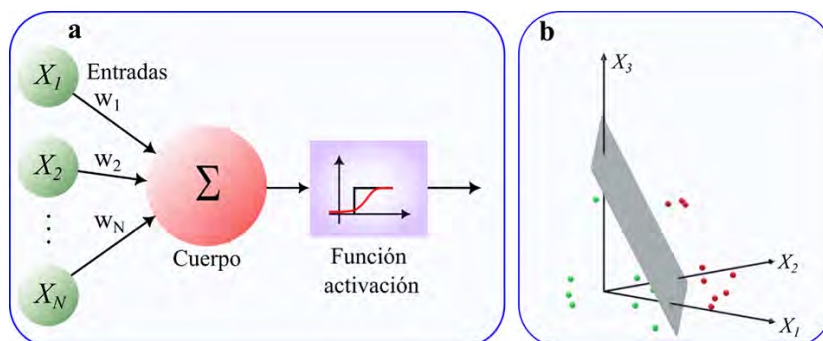 a
X1
Entradas
w1
X2
w2
wN
XN
Σ
Cuerpo
Función
activación
b
X3
X2
X1